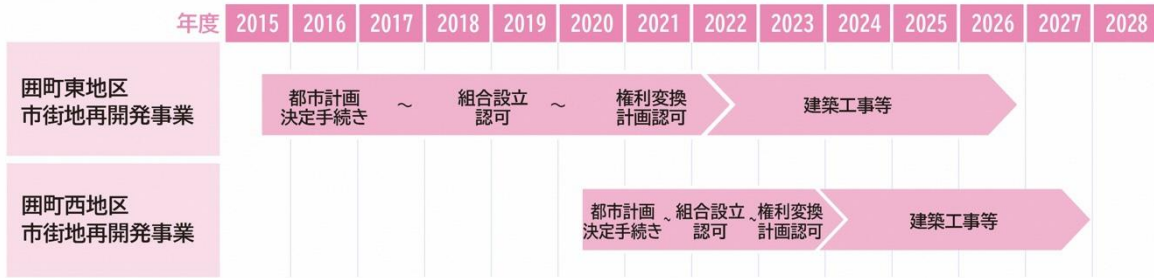 年度 2015 2016 2017 2018 2019 2020 2021 2022 2023 2024 2025 2026 2027 2028
囲町東地区
市街地再開発事業
都市計画
決定手続き
～
組合設立
認可
～
権利変換
計画認可
建築工事等
囲町西地区
市街地再開発事業
都市計画
決定手続き
～
組合設立
認可
～
権利変換
計画認可
建築工事等